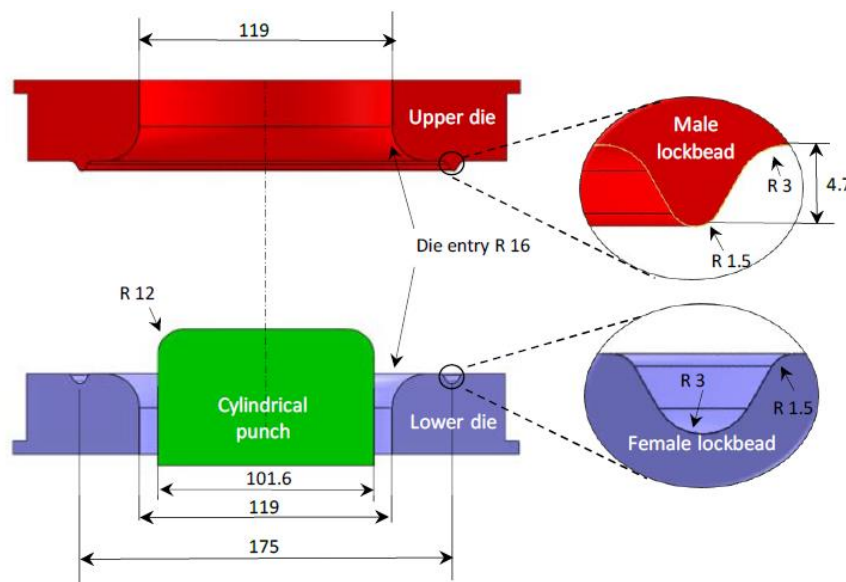 119
Upper die
Male
lockbead
R 3
4.7
R 1.5
Die entry R 16
R 12
Cylindrical
punch
Lower die
R 3
R 1.5
Female lockbead
101.6
119
175